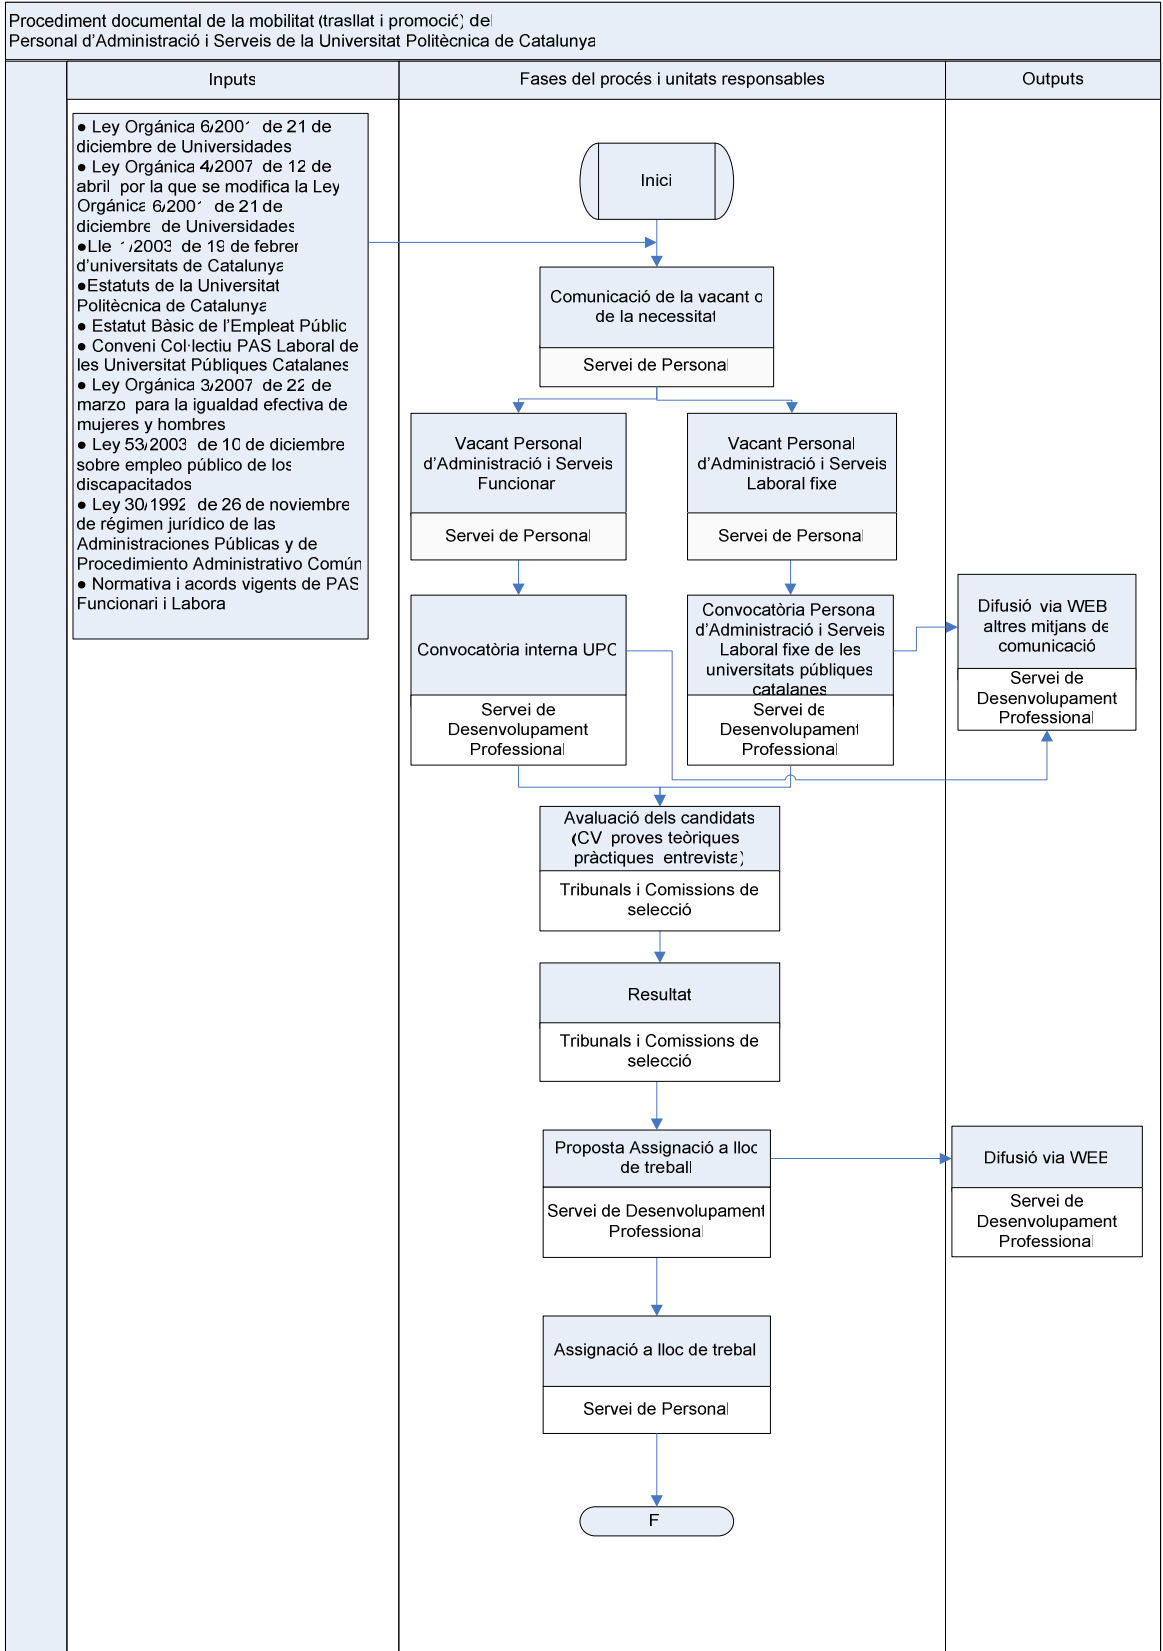 Procediment documental de la mobilitat (trasllat i promoció) del
Personal d'Administració i Serveis de la Universitat Politècnica de Catalunya
Inputs
Fases del procés i unitats responsables
Outputs
● Ley Orgánica 6/2001 de 21 de
diciembre de Universidades
● Ley Orgánica 4/2007 de 12 de
abril por la que se modifica la Ley
Orgánica 6/2001 de 21 de
diciembre de Universidades
●Llei 1/2003 de 19 de febrer
d'universitats de Catalunya
●Estatuts de la Universitat
Politècnica de Catalunya
● Estatut Bàsic de l'Empleat Públic
● Conveni Col·lectiu PAS Laboral de
les Universitat Públiques Catalanes
● Ley Orgánica 3/2007 de 22 de
marzo para la igualdad efectiva de
mujeres y hombres
● Ley 53/2003 de 10 de diciembre
sobre empleo público de los
discapacitados
● Ley 30/1992 de 26 de noviembre
de régimen jurídico de las
Administraciones Públicas y de
Procedimiento Administrativo Común
● Normativa i acords vigents de PAS
Funcionari i Laboral
Inici
Comunicació de la vacant o
de la necessitat
Servei de Personal
Vacant Personal
d'Administració i Serveis
Funcionar
Servei de Personal
Vacant Personal
d'Administració i Serveis
Laboral fixe
Servei de Personal
Convocatòria interna UPC
Servei de
Desenvolupament
Professional
Convocatòria Personal
d'Administració i Serveis
Laboral fixe de les
universitats públiques
catalanes
Servei de
Desenvolupament
Professional
Difusió via WEB
altres mitjans de
comunicació
Servei de
Desenvolupament
Professional
Avaluació dels candidats
(CV proves teòriques
pràctiques entrevista)
Tribunals i Comissions de
selecció
Resultat
Tribunals i Comissions de
selecció
Proposta Assignació a lloc
de treball
Servei de Desenvolupament
Professional
Difusió via WEB
Servei de
Desenvolupament
Professional
Assignació a lloc de treball
Servei de Personal
F